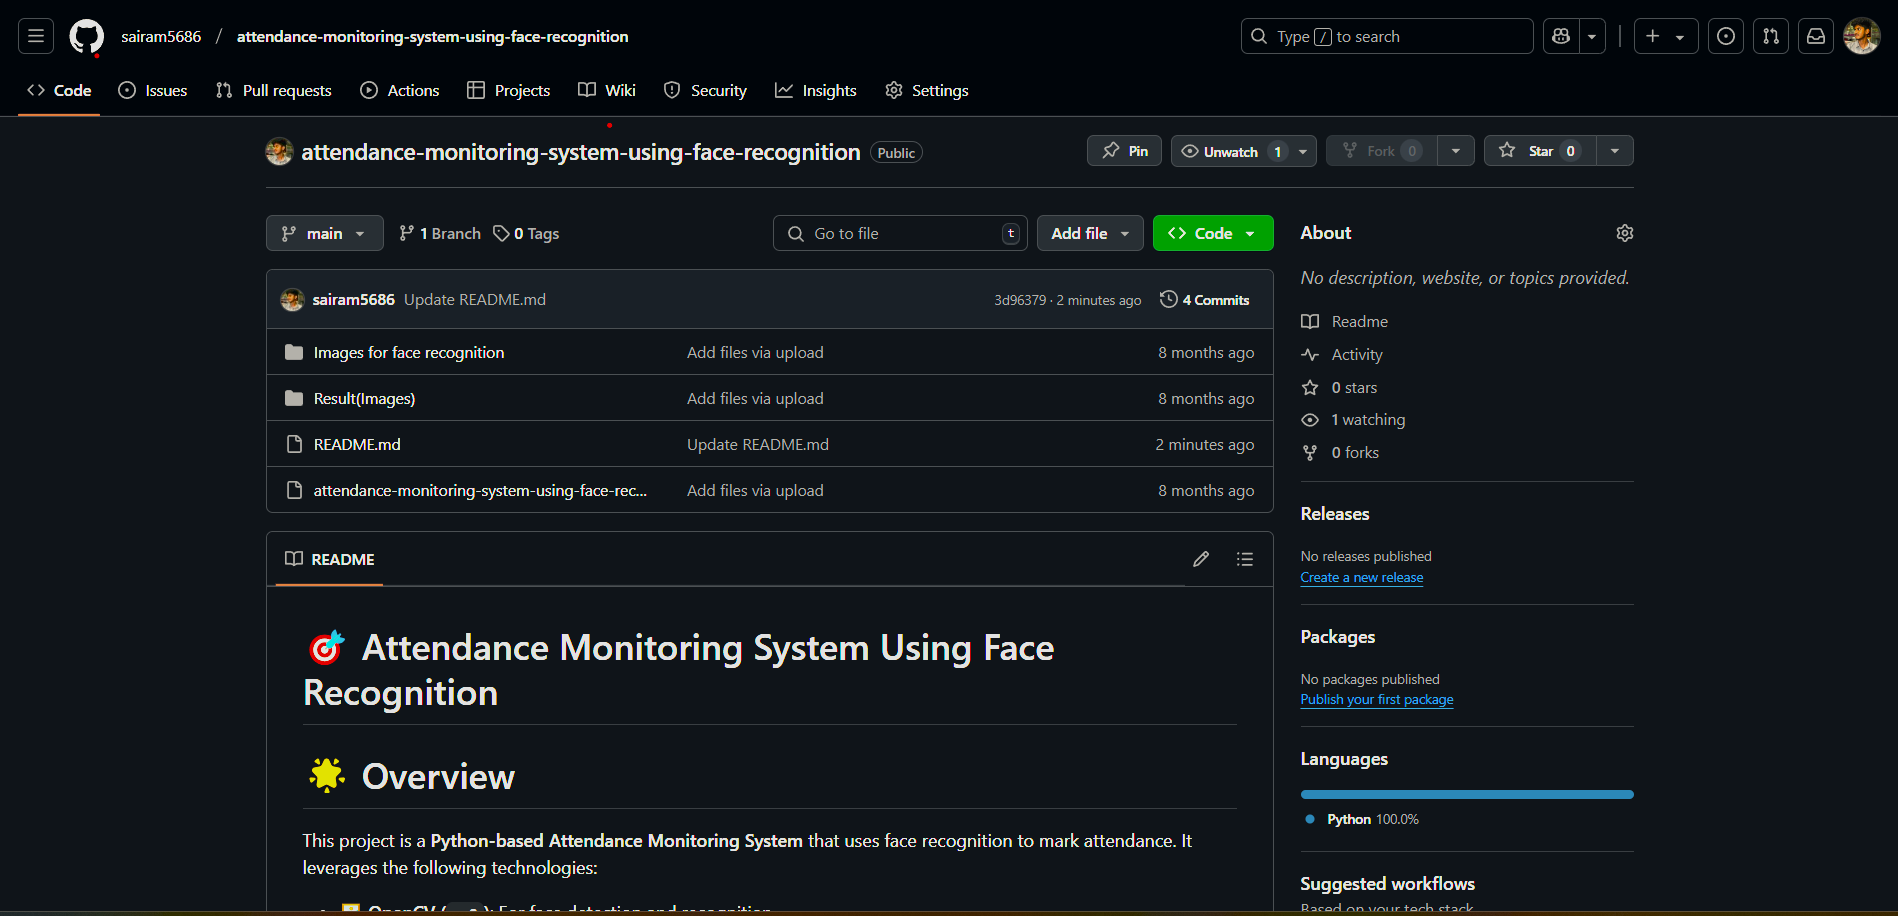 sairam5686 / attendance-monitoring-system-using-face-recognition
Type / to search
Code Issues Pull requests Actions Projects Wiki Security Insights Settings
attendance-monitoring-system-using-face-recognition Public
Pin Unwatch 1 Fork 0 Star 0
main 1 Branch 0 Tags Go to file t Add file Code
sairam5686 Update README.md 3d96379 · 2 minutes ago 4 Commits
Images for face recognition Add files via upload 8 months ago
Result(Images) Add files via upload 8 months ago
README.md Update README.md 2 minutes ago
attendance-monitoring-system-using-face-rec... Add files via upload 8 months ago
README
Attendance Monitoring System Using Face
Recognition
Overview
This project is a Python-based Attendance Monitoring System that uses face recognition to mark attendance. It
leverages the following technologies:
OpenCV ( ): For face detection and recognition
About
No description, website, or topics provided.
Readme
Activity
0 stars
1 watching
0 forks
Releases
No releases published
Create a new release
Packages
No packages published
Publish your first package
Languages
Python 100.0%
Suggested workflows
Based on your tech stack